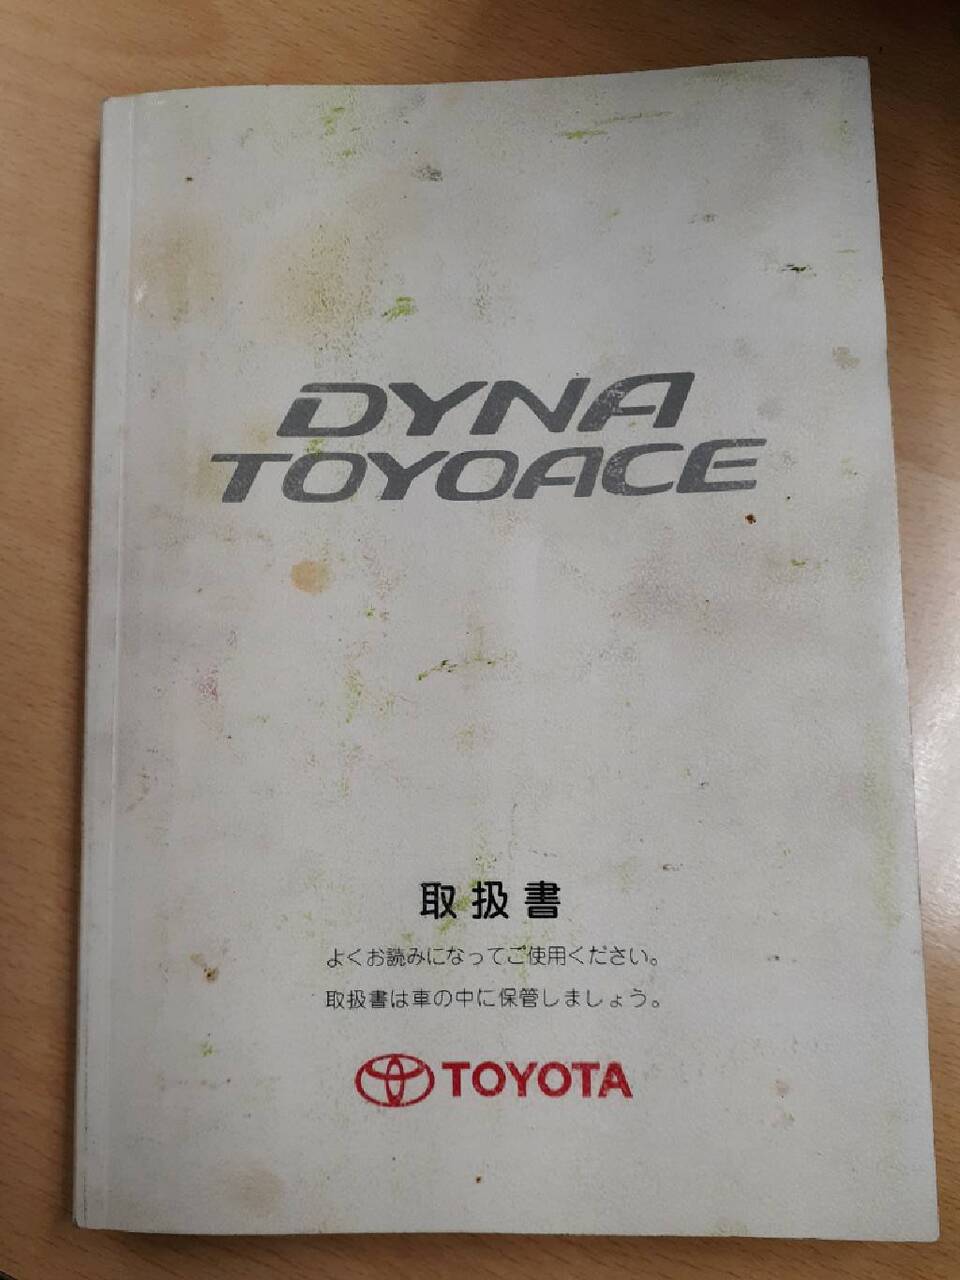 DYNA
TOYOACE
取扱書
よくお読みになってご使用ください。
取扱書は車の中に保管しましょう。
TOYOTA